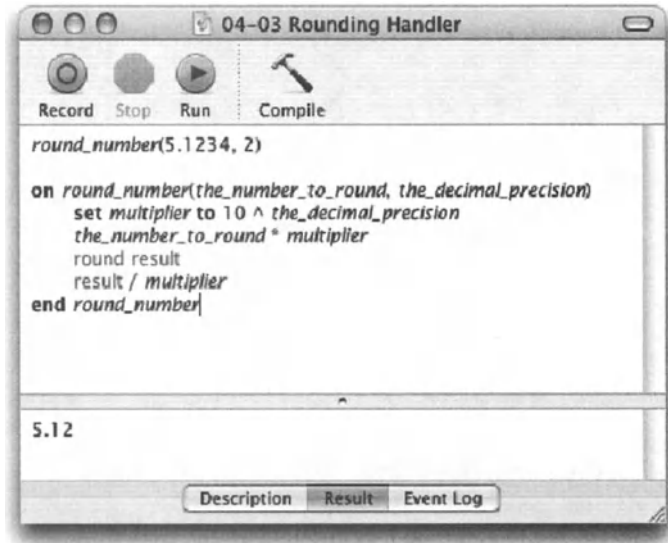 04-03 Rounding Handler
Record Stop Run Compile
round_number(5.1234, 2)
on round_number(the_number_to_round, the_decimal_precision)
set multiplier to 10 ^ the_decimal_precision
the_number_to_round * multiplier
round result
result / multiplier
end round_number
5.12
Description Result Event Log